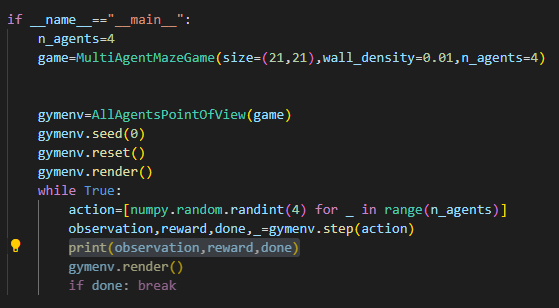 if __name__=="__main__":
    n_agents=4
    game=MultiAgentMazeGame(size=(21,21),wall_density=0.01,n_agents=4)
    gymenv=AllAgentsPointOfView(game)
    gymenv.seed(0)
    gymenv.reset()
    gymenv.render()
    while True:
        action=[numpy.random.randint(4) for _ in range(n_agents)]
        observation,reward,done,_=gymenv.step(action)
        print(observation,reward,done)
        gymenv.render()
        if done: break